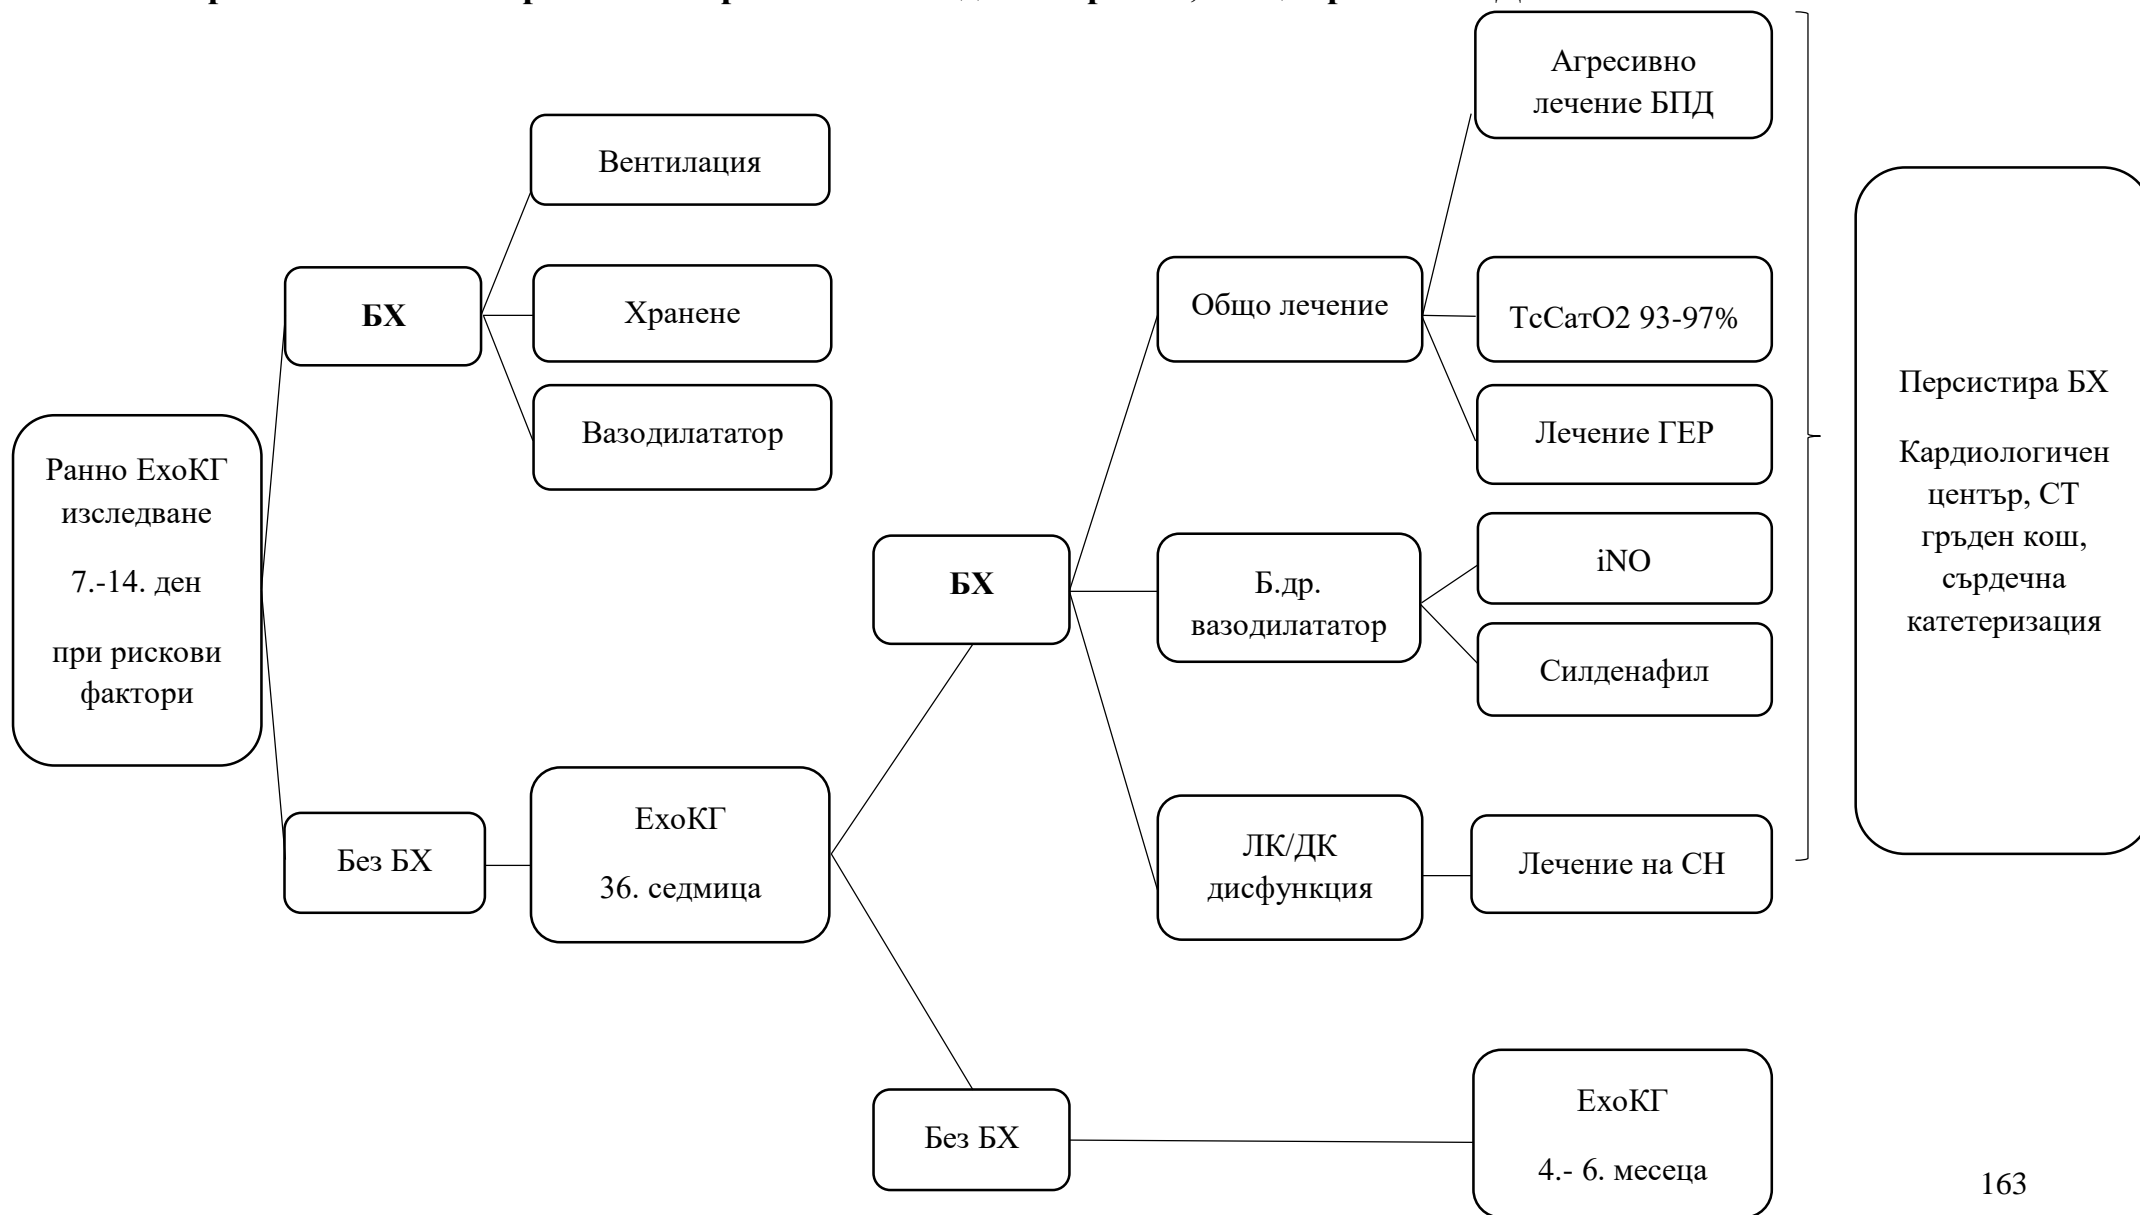 Агресивно
лечение БПД
Вентилация
БХ
Хранене
Вазодилататор
Общо лечение
ТсСатО2 93-97%
Лечение ГЕР
Ранно ЕхоКГ
изследване
7.-14. ден
при рискови
фактори
Персистира БХ
Кардиологичен
център, СТ
гръден кош,
сърдечна
катетеризация
БХ
Б.др.
вазодилататор
iNO
Силденафил
Без БХ
ЕхоКГ
36. седмица
ЛК/ДК
дисфункция
Лечение на СН
Без БХ
ЕхоКГ
4.- 6. месеца
163